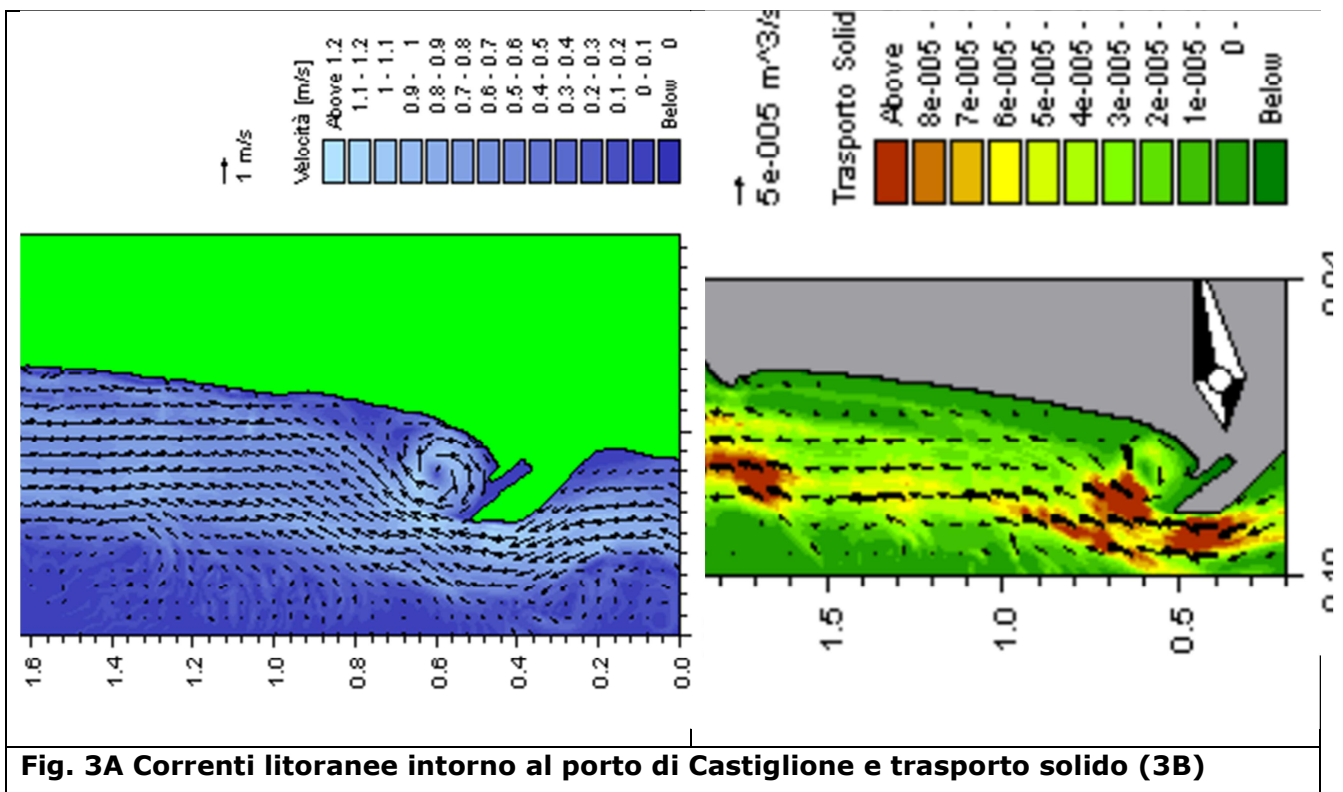 1 m/s
Velocità [m/s]
Above 1.2
1.1 - 1.2
1 - 1.1
0.9 - 1
0.8 - 0.9
0.7 - 0.8
0.6 - 0.7
0.5 - 0.6
0.4 - 0.5
0.3 - 0.4
0.2 - 0.3
0.1 - 0.2
0 - 0.1
Below 0
1.6
1.4
1.2
1.0
0.8
0.6
0.4
0.2
0.0
5e-005 m^3/s
Trasporto Solid
Above
8e-005 -
7e-005 -
6e-005 -
5e-005 -
4e-005 -
3e-005 -
2e-005 -
1e-005 -
0 -
Below
1.5
1.0
0.5
Fig. 3A Correnti litoranee intorno al porto di Castiglione e trasporto solido (3B)